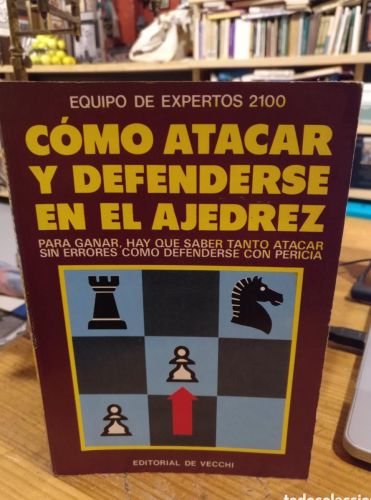 EQUIPO DE EXPERTOS 2100
CÓMO ATACAR
Y DEFENDERSE
EN EL AJEDREZ
PARA GANAR, HAY QUE SABER TANTO ATACAR
SIN ERRORES COMO DEFENDERSE CON PERICIA
EDITORIAL DE VECCHI